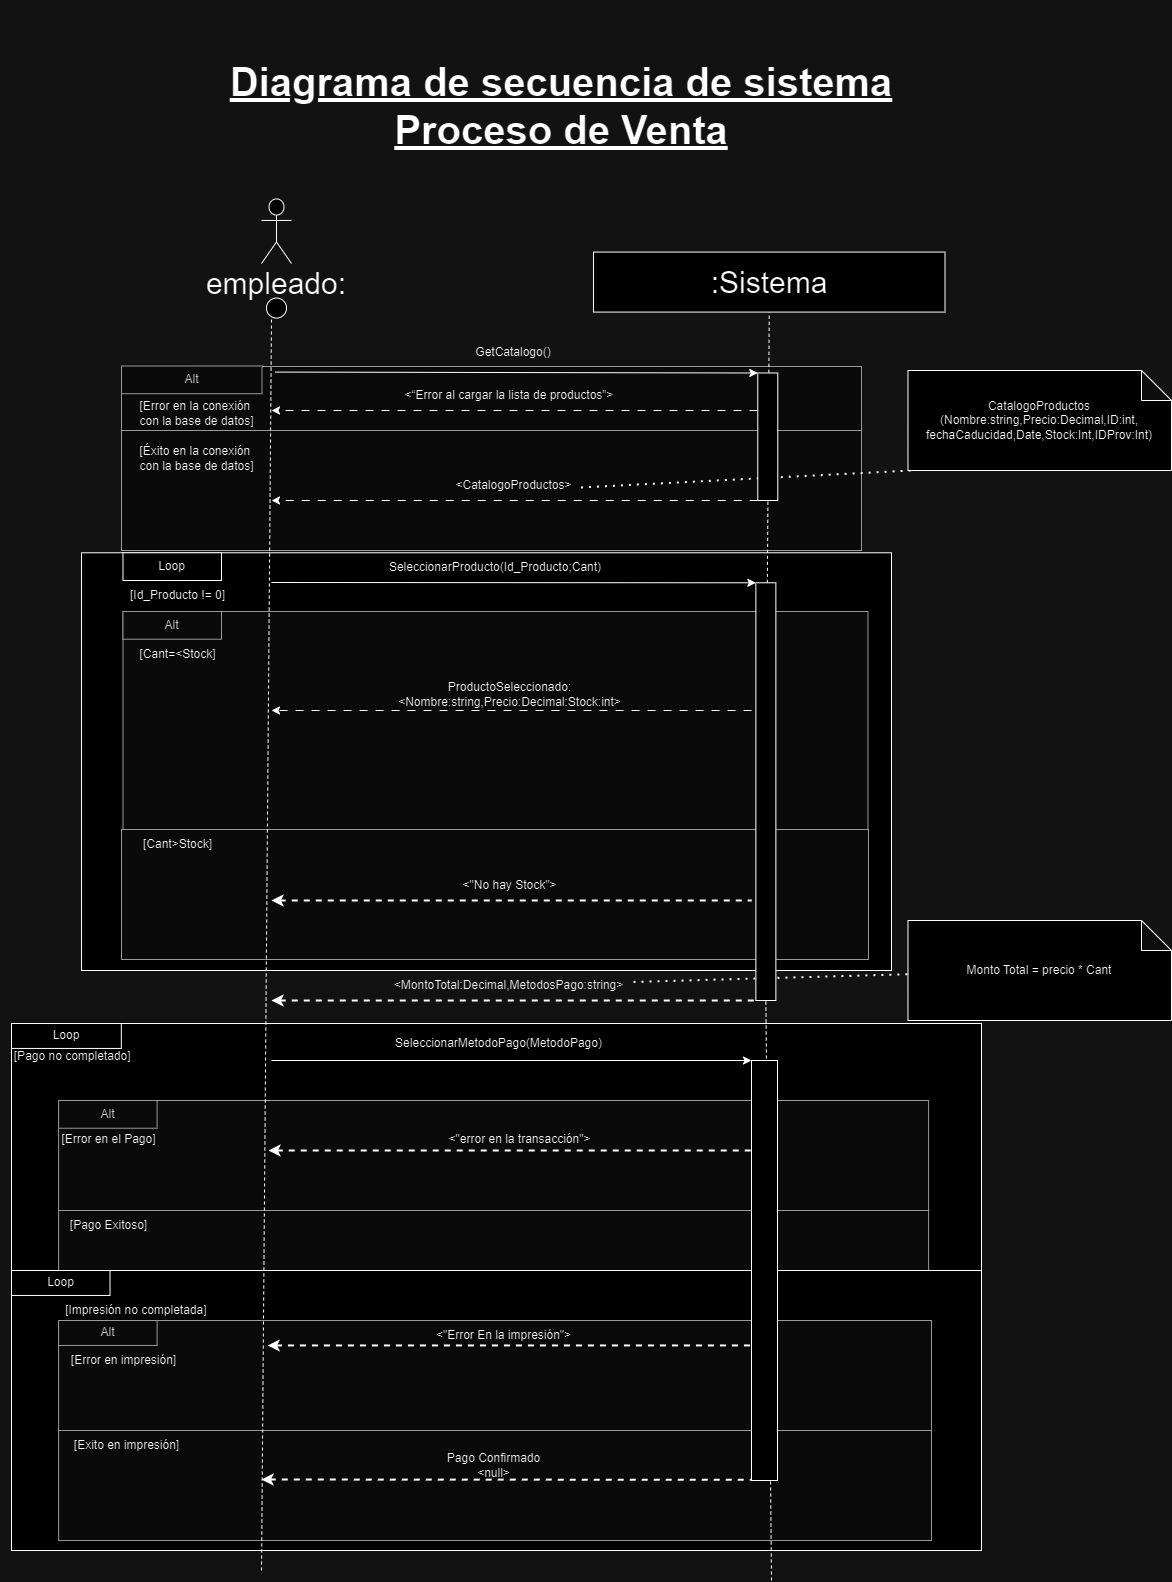 Diagrama de secuencia de sistema
Proceso de Venta
empleado:
:Sistema
GetCatalogo()
Alt
[Error en la conexión
con la base de datos]
<“Error al cargar la lista de productos”>
CatalogoProductos
(Nombre:string,Precio:Decimal,ID:int,
fechaCaducidad,Date,Stock:Int,IDProv:Int)
[Éxito en la conexión
con la base de datos]
<CatalogoProductos>
Loop
SeleccionarProducto(Id_Producto;Cant)
[Id_Producto != 0]
Alt
[Cant=<Stock]
ProductoSeleccionado:
<Nombre:string,Precio:Decimal:Stock:int>
[Cant>Stock]
<"No hay Stock">
Monto Total = precio * Cant
<MontoTotal:Decimal,MetodosPago:string>
Loop
[Pago no completado]
SeleccionarMetodoPago(MetodoPago)
Alt
[Error en el Pago]
<"error en la transacción">
[Pago Exitoso]
Loop
[Impresión no completada]
Alt
<"Error En la impresión">
[Error en impresión]
[Exito en impresión]
Pago Confirmado
<null>